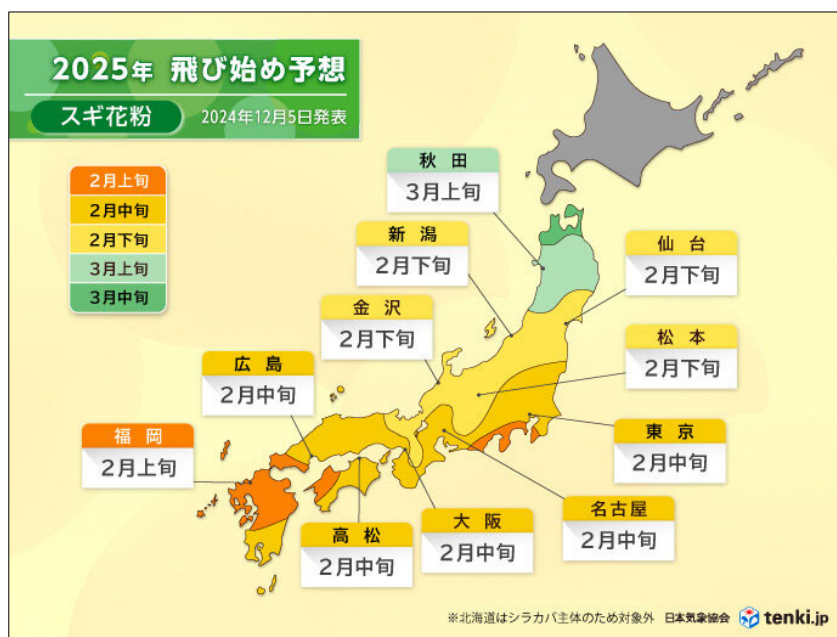 2025年 飛び始め予想
スギ花粉
2024年12月5日発表
2月上旬
2月中旬
2月下旬
3月上旬
3月中旬
秋田
3月上旬
新潟
2月下旬
仙台
2月下旬
金沢
2月下旬
松本
2月下旬
広島
2月中旬
福岡
2月上旬
東京
2月中旬
高松
2月中旬
大阪
2月中旬
名古屋
2月中旬
※北海道はシラカバ主体のため対象外 日本気象協会 tenki.jp